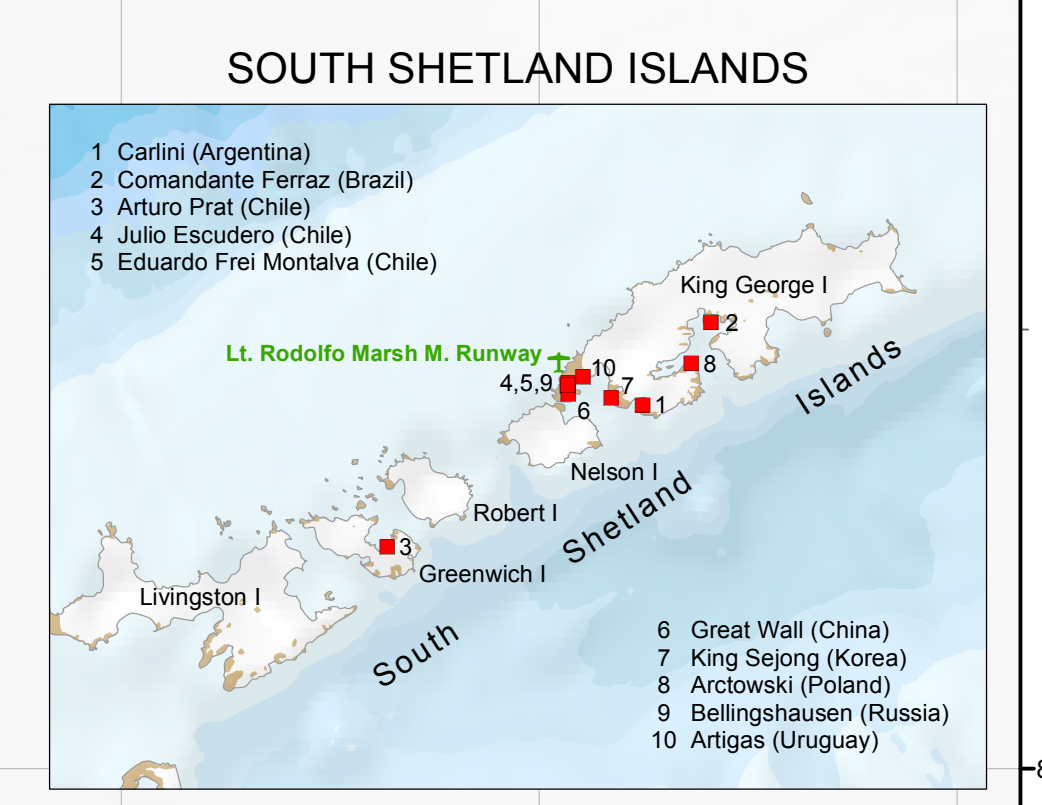 SOUTH SHETLAND ISLANDS
1 Carlini (Argentina)
2 Comandante Ferraz (Brazil)
3 Arturo Prat (Chile)
4 Julio Escudero (Chile)
5 Eduardo Frei Montalva (Chile)
King George I
2
Lt. Rodolfo Marsh M. Runway
10
8
4,5,9
7
6
1
Islands
Nelson I
Shetland
Robert I
3
Greenwich I
Livingston I
South
6 Great Wall (China)
7 King Sejong (Korea)
8 Arctowski (Poland)
9 Bellingshausen (Russia)
10 Artigas (Uruguay)